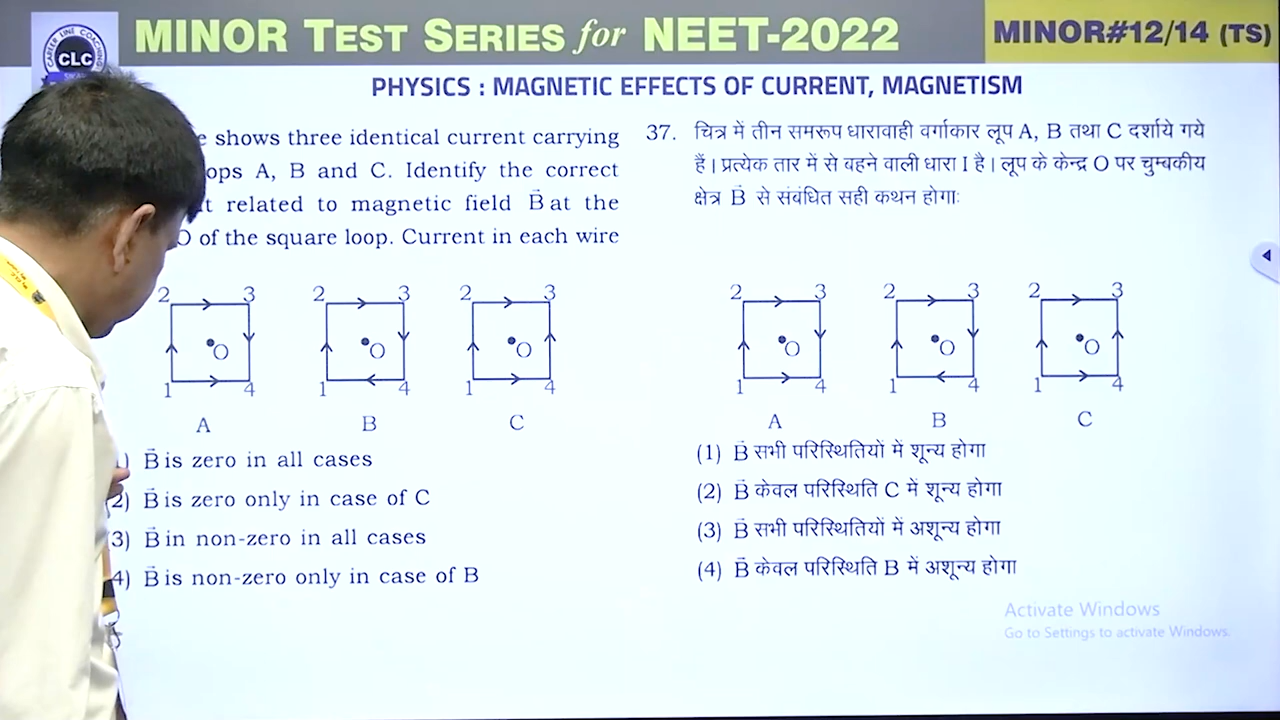 MINOR TEST SERIES for NEET-2022
MINOR#12/14 (TS)
CAREER LINE COACHING
CLC
PHYSICS : MAGNETIC EFFECTS OF CURRENT, MAGNETISM
shows three identical current carrying
A, B and C. Identify the correct
related to magnetic field B⃗ at the
O of the square loop. Current in each wire
2 3 2 3 2 3
O O O
1 4 1 4 1 4
A B C
B⃗ is zero in all cases
2) B⃗ is zero only in case of C
3) B⃗ in non-zero in all cases
4) B⃗ is non-zero only in case of B
37. चित्र में तीन समरूप धारावाही वर्गाकार लूप A, B तथा C दर्शाये गये
हैं। प्रत्येक तार में से वहने वाली धारा I है। लूप के केन्द्र O पर चुम्बकीय
क्षेत्र B⃗ से संबंधित सही कथन होगाः
2 3 2 3 2 3
O O O
1 4 1 4 1 4
A B C
(1) B⃗ सभी परिस्थितियों में शून्य होगा
(2) B⃗ केवल परिस्थिति C में शून्य होगा
(3) B⃗ सभी परिस्थितियों में अशून्य होगा
(4) B⃗ केवल परिस्थिति B में अशून्य होगा
Activate Windows
Go to Settings to activate Windows.